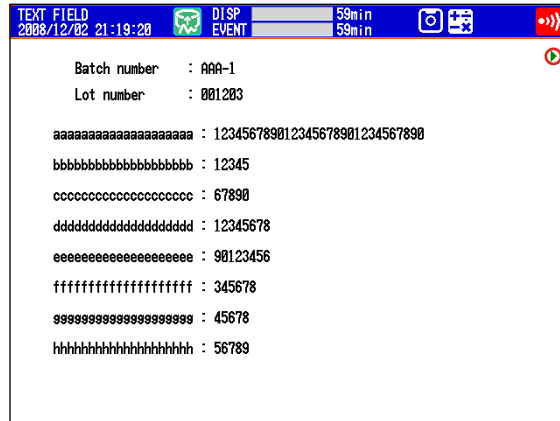 TEXT FIELD
2008/12/02 21:19:20
DISP 59min
EVENT 59min
Batch number : AAA-1
Lot number : 001203
aaaaaaaaaaaaaaaaaaaa : 123456789012345678901234567890
bbbbbbbbbbbbbbbbbbbb : 12345
cccccccccccccccccccc : 67890
dddddddddddddddddddd : 12345678
eeeeeeeeeeeeeeeeeeee : 90123456
ffffffffffffffffffff : 345678
gggggggggggggggggggg : 45678
hhhhhhhhhhhhhhhhhhhh : 56789